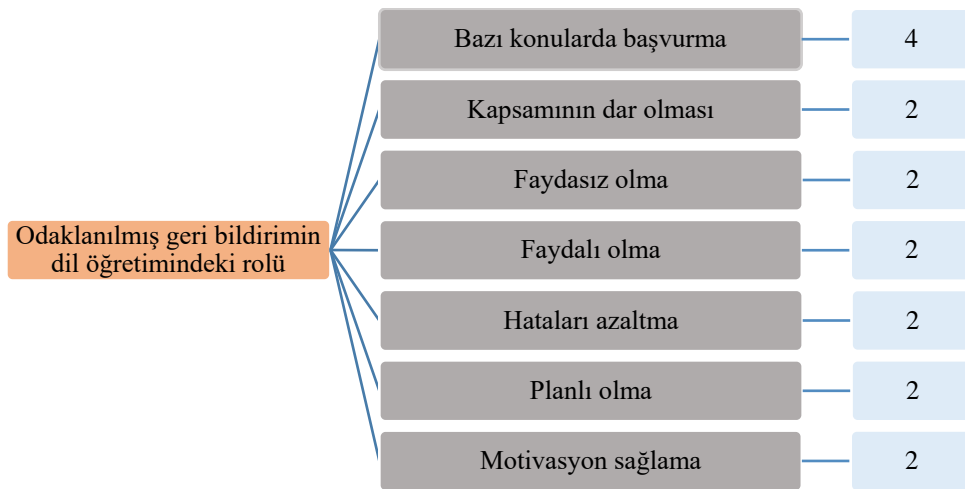 Odaklanılmış geri bildirimin
dil öğretimindeki rolü
Bazı konularda başvurma
4
Kapsamının dar olması
2
Faydasız olma
2
Faydalı olma
2
Hataları azaltma
2
Planlı olma
2
Motivasyon sağlama
2